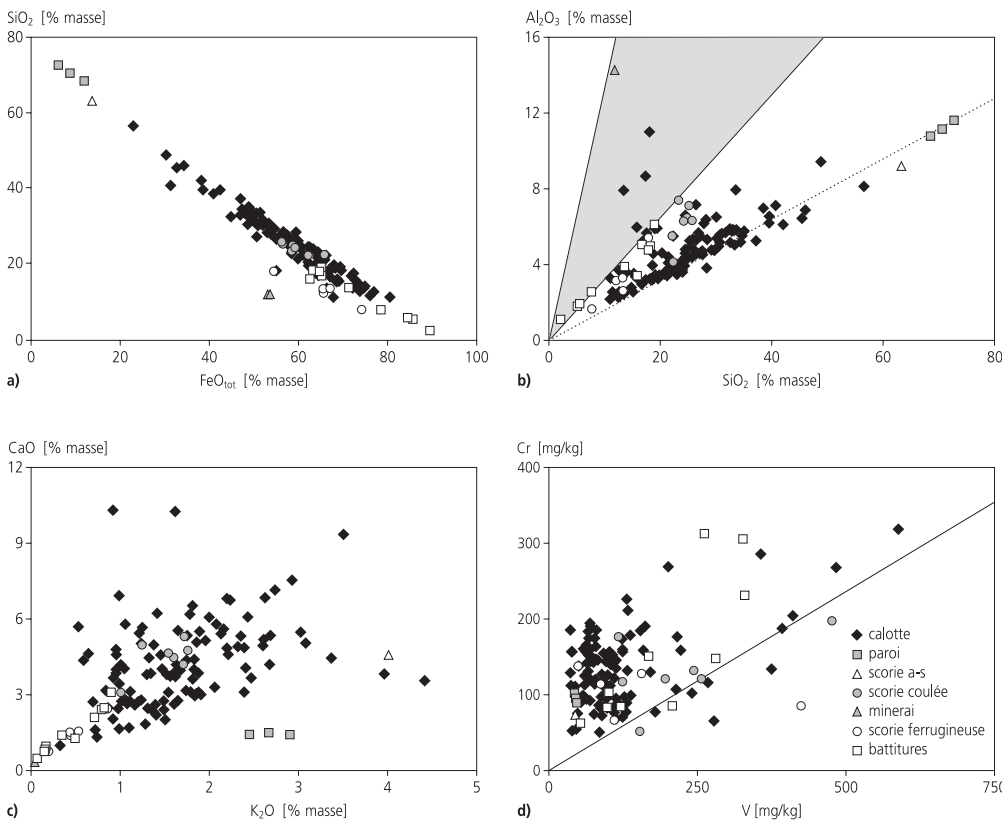 SiO₂ [% masse]
80
60
40
20
0
0 20 40 60 80 100
a) FeOtot [% masse]
Al₂O₃ [% masse]
16
12
8
4
0
0 20 40 60 80
b) SiO₂ [% masse]
CaO [% masse]
12
9
6
3
0
0 1 2 3 4 5
c) K₂O [% masse]
Cr [mg/kg]
400
300
200
100
0
0 250 500 750
d) V [mg/kg]
calotte
paroi
scorie a-s
scorie coulée
minerai
scorie ferrugineuse
battitures